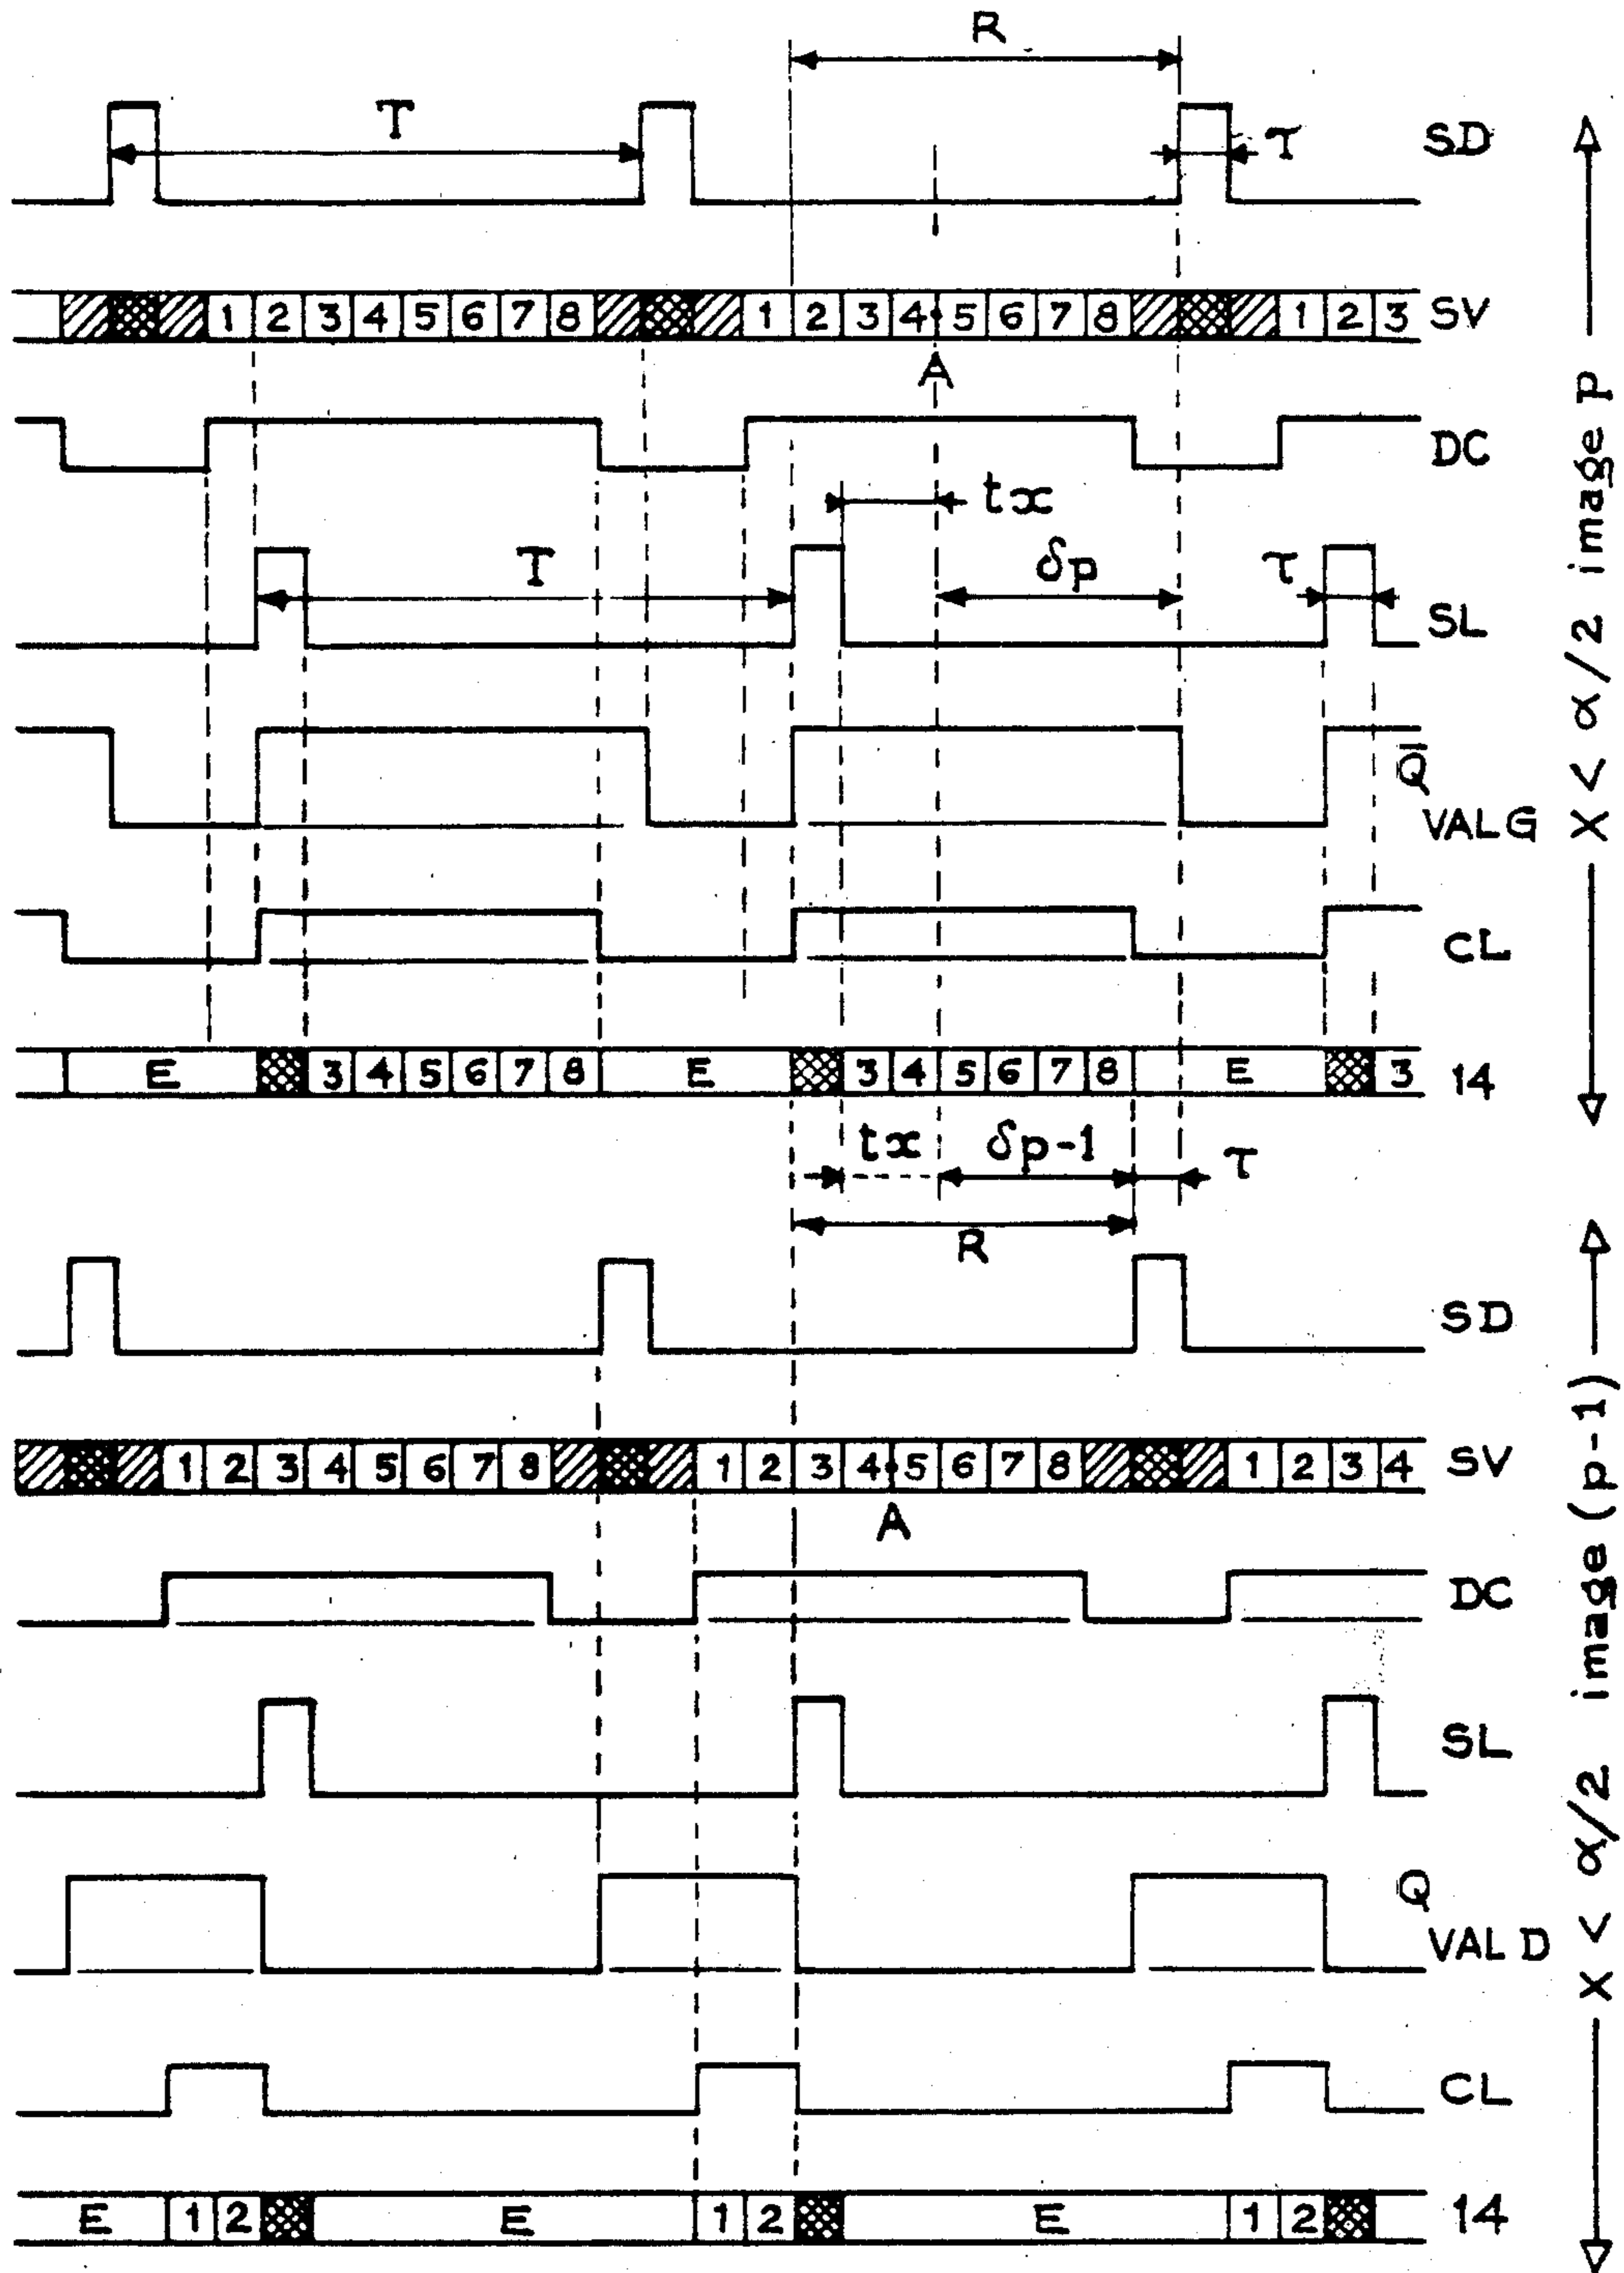 R
T τ SD
1 2 3 4 5 6 7 8 1 2 3 4 5 6 7 8 1 2 3 SV
A
DC
tx
T δp τ
SL
Q̅
VALG
CL
E 3 4 5 6 7 8 E 3 4 5 6 7 8 E 3 14
tx δp-1 τ
R
X < α/2 image p
SD
1 2 3 4 5 6 7 8 1 2 3 4 5 6 7 8 1 2 3 4 SV
A
DC
SL
Q
VAL D
CL
E 1 2 E 1 2 E 1 2 14
X < α/2 image (p-1)